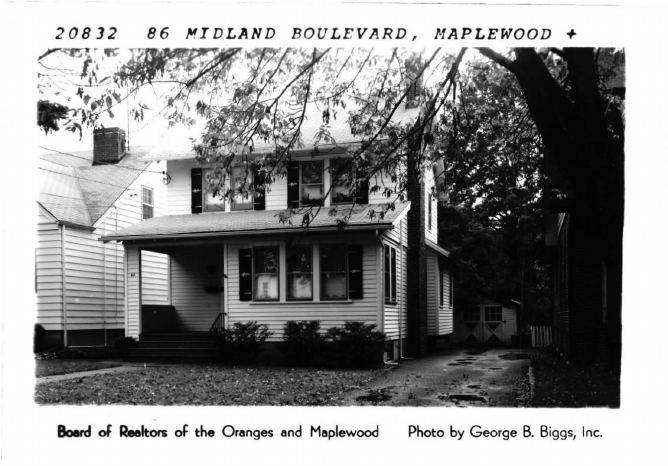 20832 86 MIDLAND BOULEVARD, MAPLEWOOD +
Board of Realtors of the Oranges and Maplewood Photo by George B. Biggs, Inc.